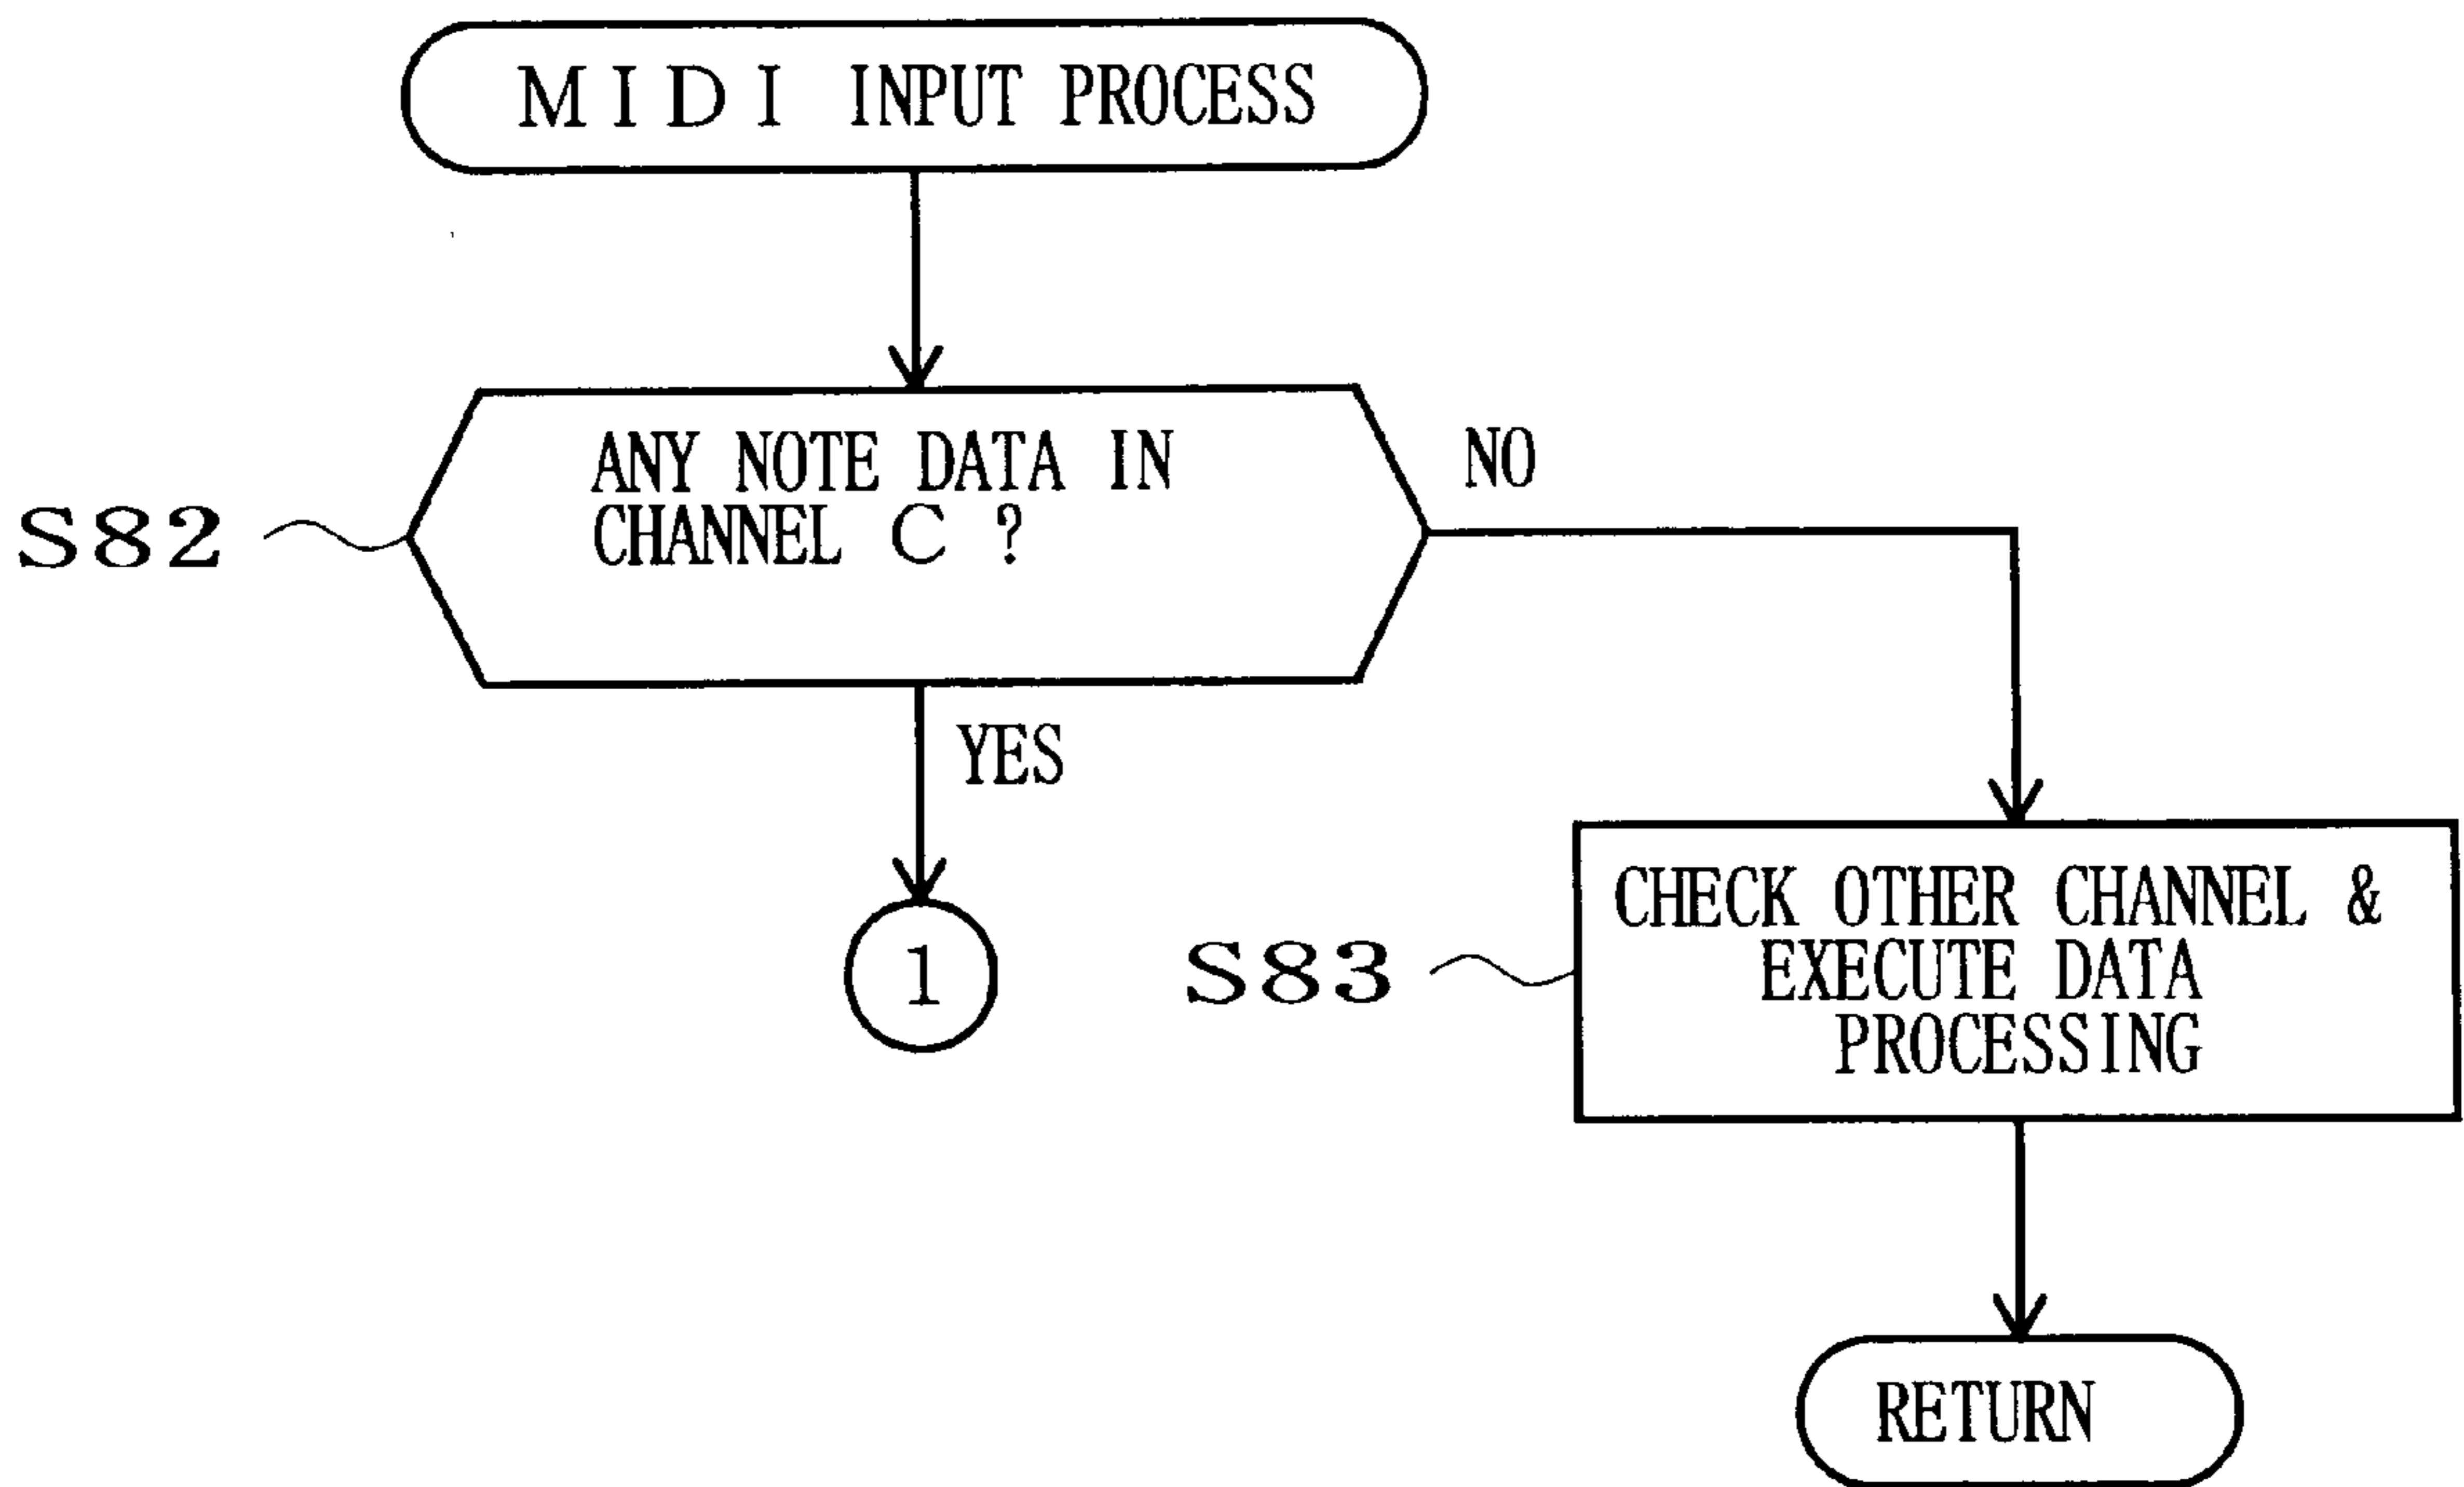 MIDI INPUT PROCESS
ANY NOTE DATA IN
CHANNEL C ?
NO
S82
YES
1
S83
CHECK OTHER CHANNEL &
EXECUTE DATA
PROCESSING
RETURN